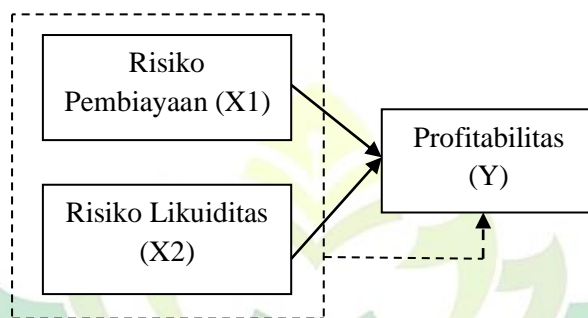 Risiko
Pembiayaan (X1)
Profitabilitas
(Y)
Risiko Likuiditas
(X2)